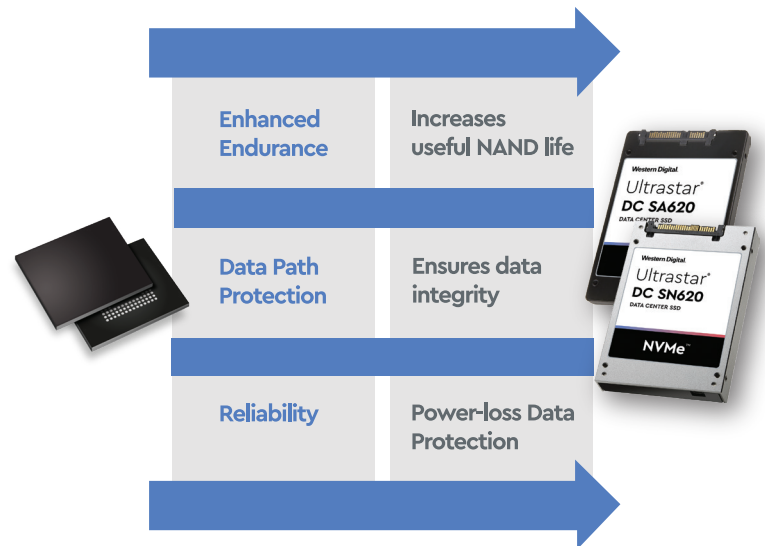 Enhanced
Endurance
Increases
useful NAND life
Data Path
Protection
Ensures data
integrity
Reliability
Power-loss Data
Protection
Western Digital.
Ultrastar®
DC SA620
DATA CENTER SSD
Western Digital.
Ultrastar®
DC SN620
DATA CENTER SSD
NVMe™